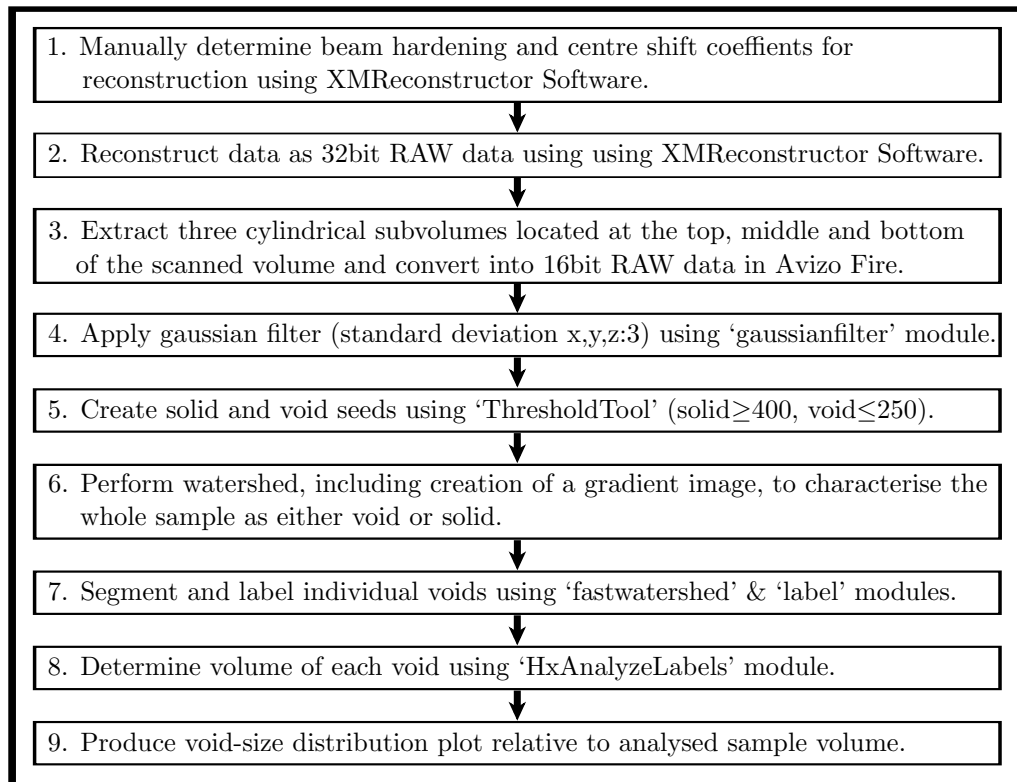 1. Manually determine beam hardening and centre shift coeffients for
reconstruction using XMReconstructor Software.
2. Reconstruct data as 32bit RAW data using using XMReconstructor Software.
3. Extract three cylindrical subvolumes located at the top, middle and bottom
of the scanned volume and convert into 16bit RAW data in Avizo Fire.
4. Apply gaussian filter (standard deviation x,y,z:3) using ‘gaussianfilter’ module.
5. Create solid and void seeds using ‘ThresholdTool’ (solid≥400, void≤250).
6. Perform watershed, including creation of a gradient image, to characterise the
whole sample as either void or solid.
7. Segment and label individual voids using ‘fastwatershed’ & ‘label’ modules.
8. Determine volume of each void using ‘HxAnalyzeLabels’ module.
9. Produce void-size distribution plot relative to analysed sample volume.